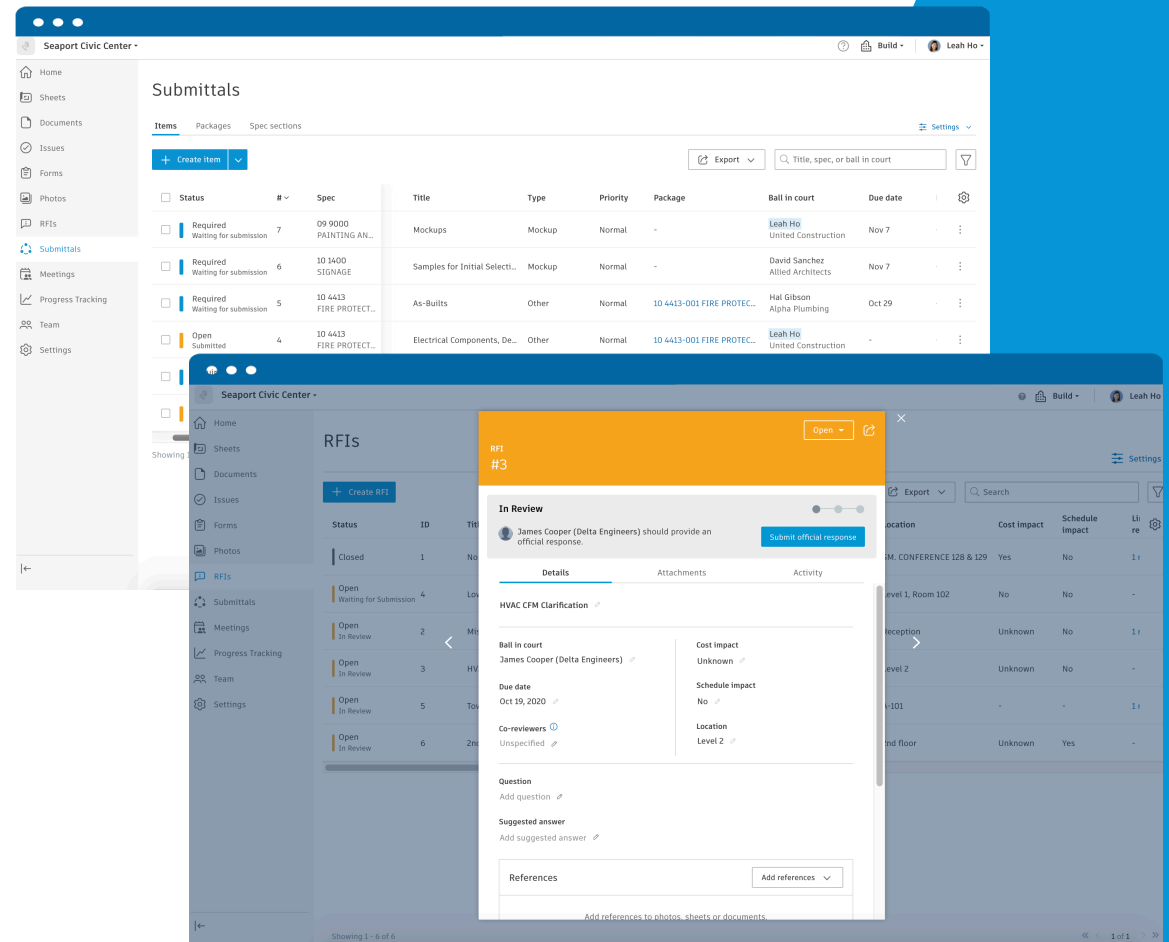 Seaport Civic Center
Build
Leah Ho
Home
Sheets
Documents
Issues
Forms
Photos
RFIs
Submittals
Meetings
Progress Tracking
Team
Settings
Submittals
Items Packages Spec sections
Settings
+ Create item
Export
Title, spec, or ball in court
Status # Spec Title Type Priority Package Ball in court Due date
Required
Waiting for submission
7
09 9000
PAINTING AN...
Mockups
Mockup
Normal
-
Leah Ho
United Construction
Nov 7
Required
Waiting for submission
6
10 1400
SIGNAGE
Samples for Initial Selecti...
Mockup
Normal
-
David Sanchez
Allied Architects
Nov 7
Required
Waiting for submission
5
10 4413
FIRE PROTECT...
As-Builts
Other
Normal
10 4413-001 FIRE PROTEC...
Hal Gibson
Alpha Plumbing
Oct 29
Open
Submitted
4
10 4413
FIRE PROTECT...
Electrical Components, De...
Other
Normal
10 4413-001 FIRE PROTEC...
Leah Ho
United Construction
-
Showing
Seaport Civic Center
Build
Leah Ho
Home
Sheets
Documents
Issues
Forms
Photos
RFIs
Submittals
Meetings
Progress Tracking
Team
Settings
RFIs
Settings
+ Create RFI
Export
Search
Status ID Cost impact Schedule impact
Closed
1
No
SM. CONFERENCE 128 & 129
Yes
No
Open
Waiting for Submission
4
Level 1, Room 102
No
No
-
Open
In Review
2
Reception
Unknown
No
Open
In Review
3
Level 2
Unknown
No
-
Open
In Review
5
A-101
-
-
Open
In Review
6
2nd floor
Unknown
Yes
-
Showing 1 - 6 of 6
1 of 1
Open
RFI
#3
In Review
James Cooper (Delta Engineers) should provide an
official response.
Submit official response
Details Attachments Activity
HVAC CFM Clarification
Ball in court
James Cooper (Delta Engineers)
Due date
Oct 19, 2020
Co-reviewers
Unspecified
Cost impact
Unknown
Schedule impact
No
Location
Level 2
Question
Add question
Suggested answer
Add suggested answer
References
Add references
Add references to photos, sheets or documents.